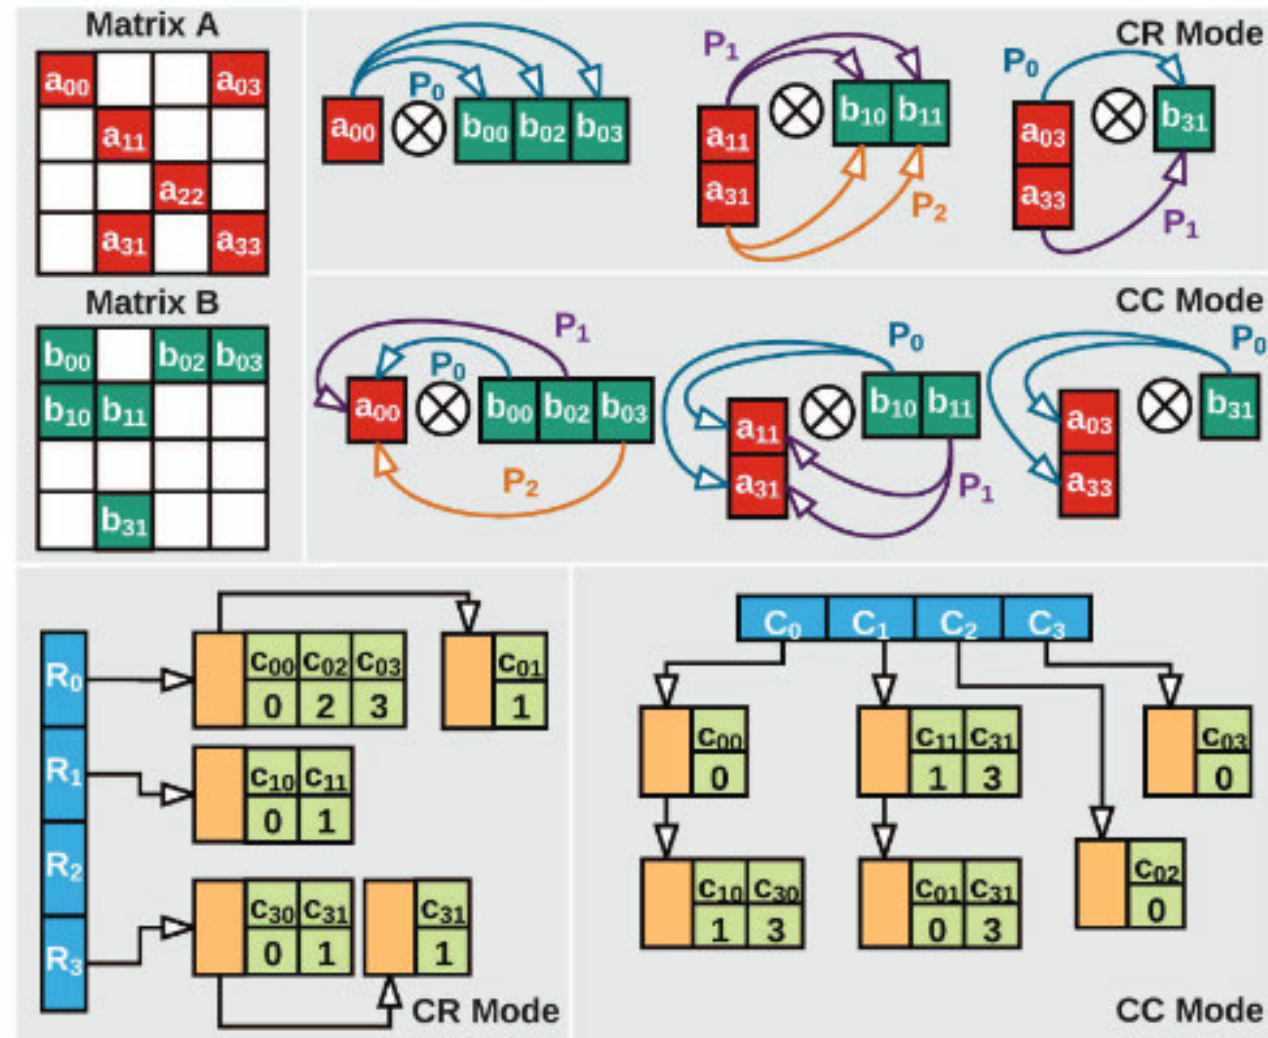 Matrix A
a00 a03
a11
a22
a31 a33
Matrix B
b00 b02 b03
b10 b11
b31
CR Mode
P0
a00 b00 b02 b03
P1
a11 b10 b11
a31
P2
P0
a03 b31
a33
P1
CC Mode
P1
P0
a00 b00 b02 b03
P2
P0
b10 b11
a11
a31
P1
P0
a03 b31
a33
R0
R1
R2
R3
c00 c02 c03
0 2 3
c01
1
c10 c11
0 1
c30 c31
0 1
c31
1
CR Mode
C0 C1 C2 C3
c00
0
c11 c31
1 3
c03
0
c10 c30
1 3
c01 c31
0 3
c02
0
CC Mode